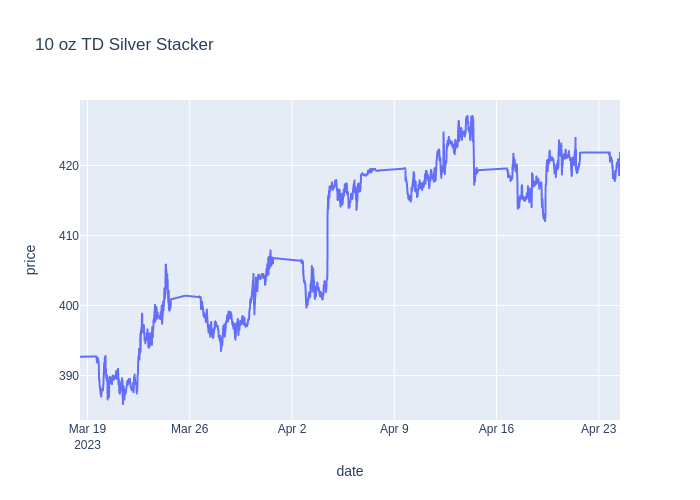 10 oz TD Silver Stacker
420
410
400
390
price
Mar 19
2023
Mar 26
Apr 2
Apr 9
Apr 16
Apr 23
date